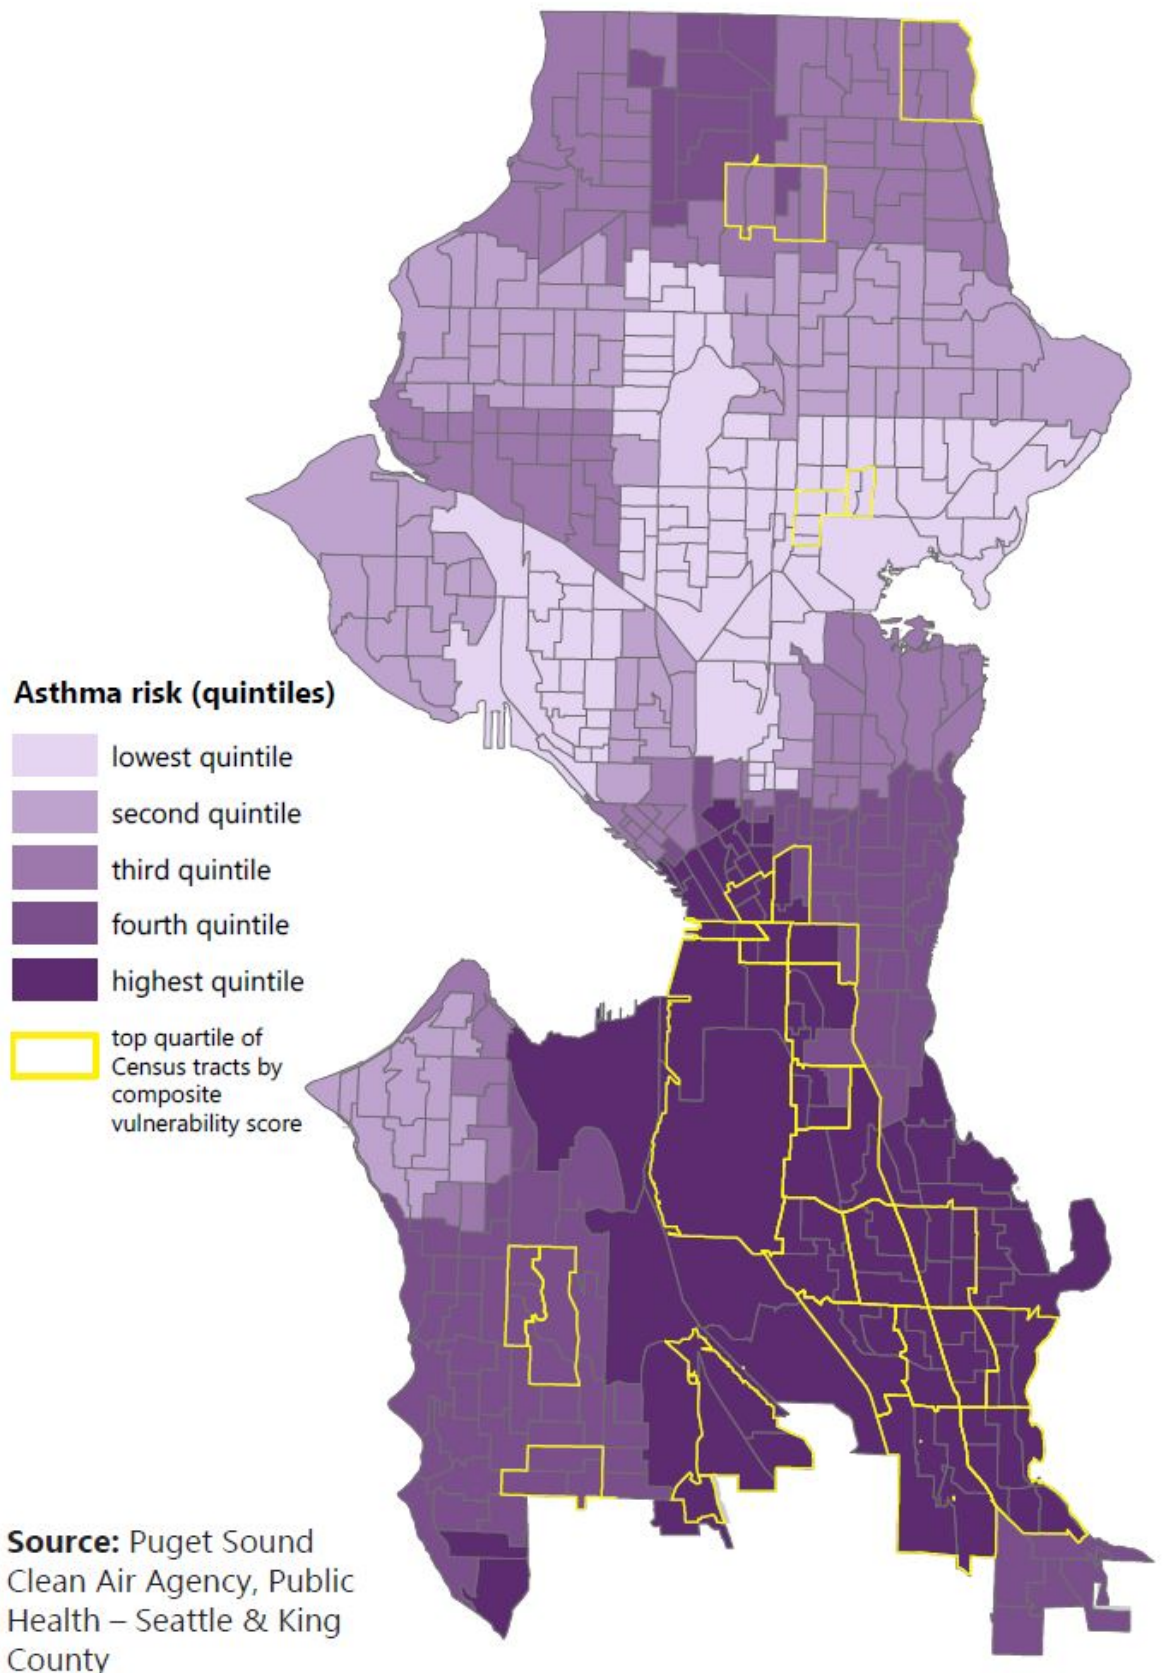 Asthma risk (quintiles)
lowest quintile
second quintile
third quintile
fourth quintile
highest quintile
top quartile of
Census tracts by
composite
vulnerability score
Source: Puget Sound
Clean Air Agency, Public
Health – Seattle & King
County